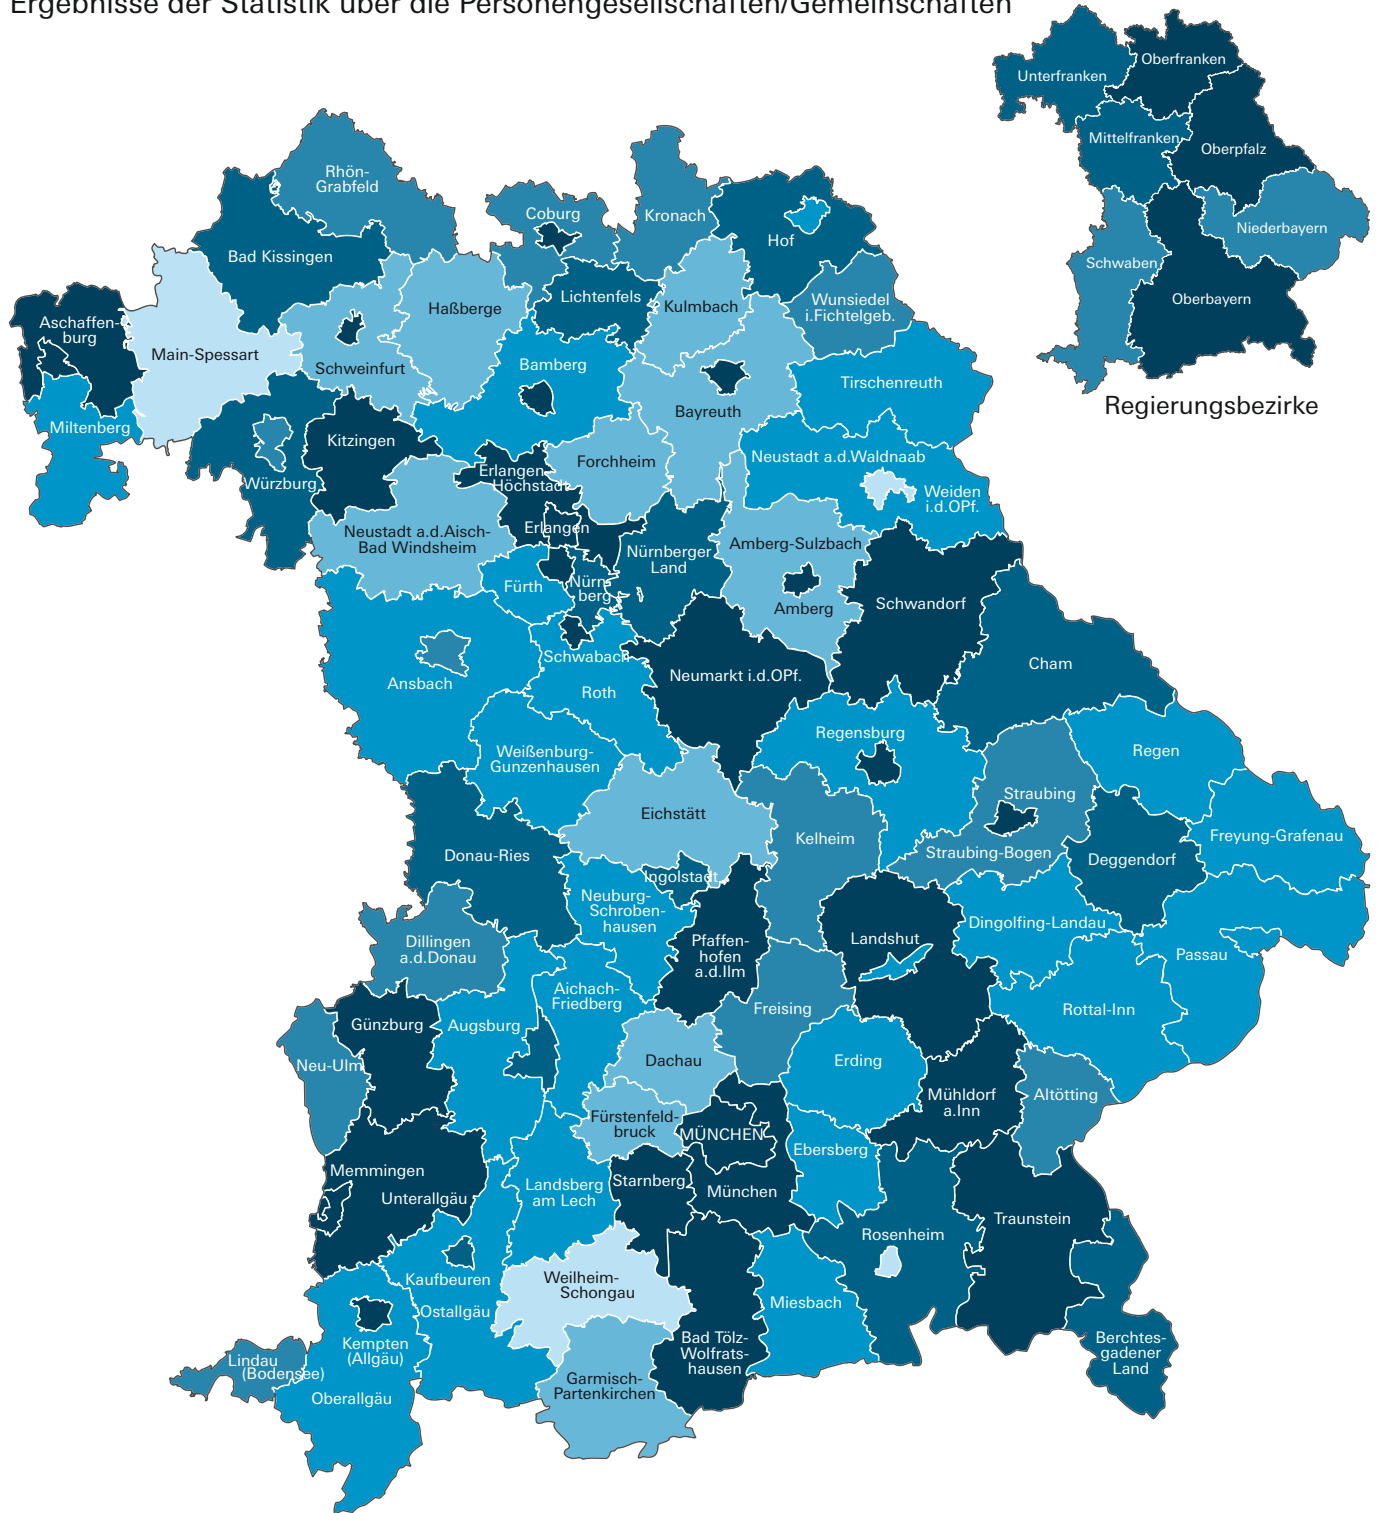 Ergebnisse der Statistik über die Personengesellschaften/Gemeinschaften
Unterfranken
Oberfranken
Mittelfranken
Oberpfalz
Niederbayern
Schwaben
Oberbayern
Regierungsbezirke
Rhön-
Grabfeld
Coburg
Kronach
Hof
Bad Kissingen
Lichtenfels
Haßberge
Kulmbach
Wunsiedel
i.Fichtelgeb.
Aschaffen-
burg
Main-Spessart
Schweinfurt
Bamberg
Tirschenreuth
Bayreuth
Miltenberg
Kitzingen
Forchheim
Neustadt a.d.Waldnaab
Weiden
i.d.OPf.
Würzburg
Erlangen-
Höchstadt
Erlangen
Neustadt a.d.Aisch-
Bad Windsheim
Nürnberger
Land
Amberg-Sulzbach
Amberg
Schwandorf
Fürth
Nürn-
berg
Schwabach
Roth
Ansbach
Neumarkt i.d.OPf.
Cham
Regensburg
Regen
Weißenburg-
Gunzenhausen
Eichstätt
Straubing
Kelheim
Straubing-Bogen
Deggendorf
Freyung-Grafenau
Donau-Ries
Ingolstadt
Neuburg-
Schroben-
hausen
Dingolfing-Landau
Dillingen
a.d.Donau
Pfaffen-
hofen
a.d.Ilm
Landshut
Passau
Aichach-
Friedberg
Freising
Rottal-Inn
Günzburg
Augsburg
Neu-Ulm
Dachau
Erding
Mühldorf
a.Inn
Altötting
Fürstenfeld-
bruck
MÜNCHEN
Ebersberg
Memmingen
Unterallgäu
Landsberg
am Lech
Starnberg
München
Traunstein
Rosenheim
Kaufbeuren
Ostallgäu
Weilheim-
Schongau
Miesbach
Kempten
(Allgäu)
Lindau
(Bodensee)
Oberallgäu
Garmisch-
Partenkirchen
Bad Tölz-
Wolfrats-
hausen
Berchtes-
gadener
Land